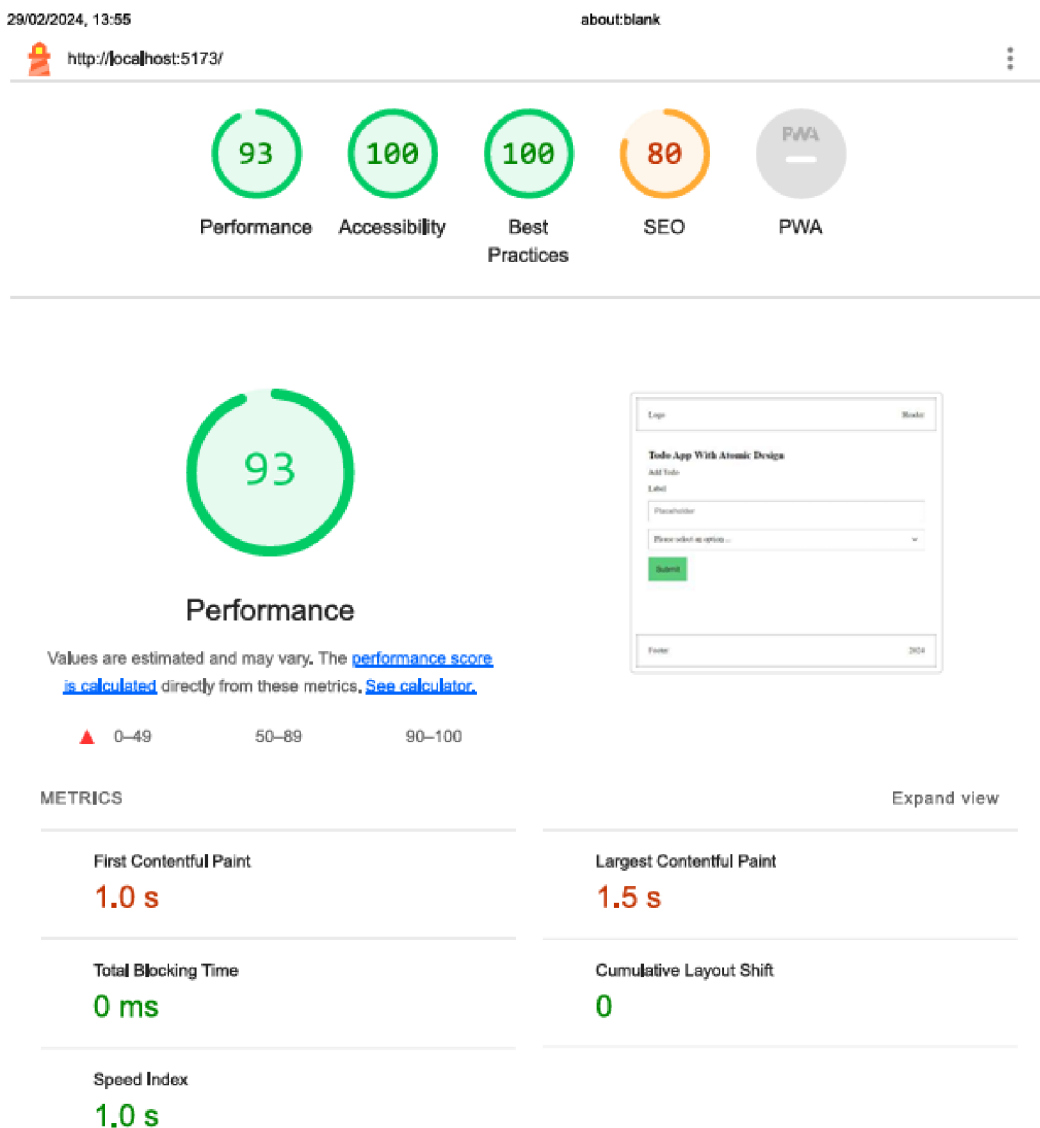 29/02/2024, 13:55 about:blank
http://localhost:5173/
93 100 100 80 PWA
Performance Accessibility Best Practices SEO PWA
93
Performance
Values are estimated and may vary. The performance score
is calculated directly from these metrics. See calculator.
0–49 50–89 90–100
Logo Header
Todo App With Atomic Design
Add Todo
Label
Placeholder
Please select an option ...
Submit
Footer 2024
METRICS Expand view
First Contentful Paint
1.0 s
Largest Contentful Paint
1.5 s
Total Blocking Time
0 ms
Cumulative Layout Shift
0
Speed Index
1.0 s